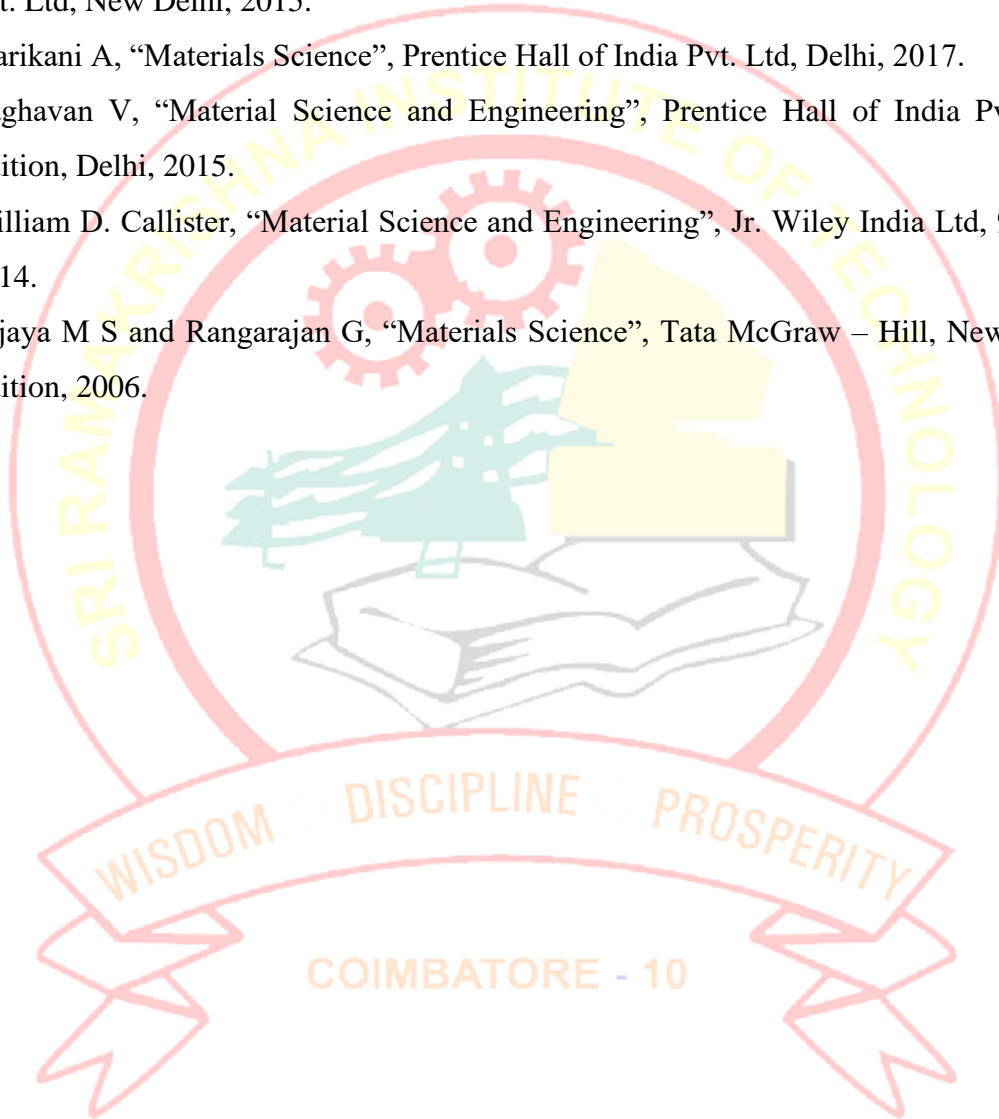 t. Ltd, New Delhi, 2015.
arikani A, “Materials Science”, Prentice Hall of India Pvt. Ltd, Delhi, 2017.
ghavan V, “Material Science and Engineering”, Prentice Hall of India Pv
ition, Delhi, 2015.
illiam D. Callister, “Material Science and Engineering”, Jr. Wiley India Ltd, 9
14.
jaya M S and Rangarajan G, “Materials Science”, Tata McGraw – Hill, New
ition, 2006.
SRI RAMAKRISHNA INSTITUTE OF TECHNOLOGY
WISDOM DISCIPLINE PROSPERITY
COIMBATORE - 10